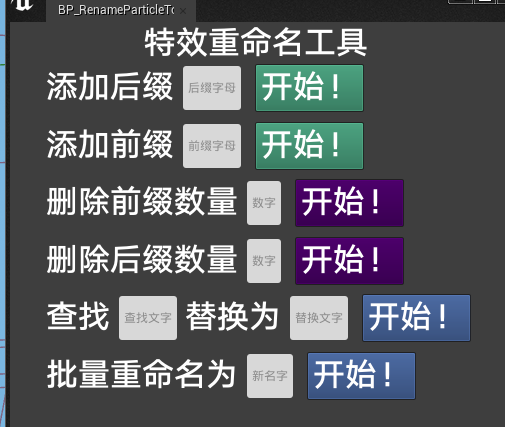 BP_RenameParticleTo
特效重命名工具
添加后缀 后缀字母 开始！
添加前缀 前缀字母 开始！
删除前缀数量 数字 开始！
删除后缀数量 数字 开始！
查找 查找文字 替换为 替换文字 开始！
批量重命名为 新名字 开始！